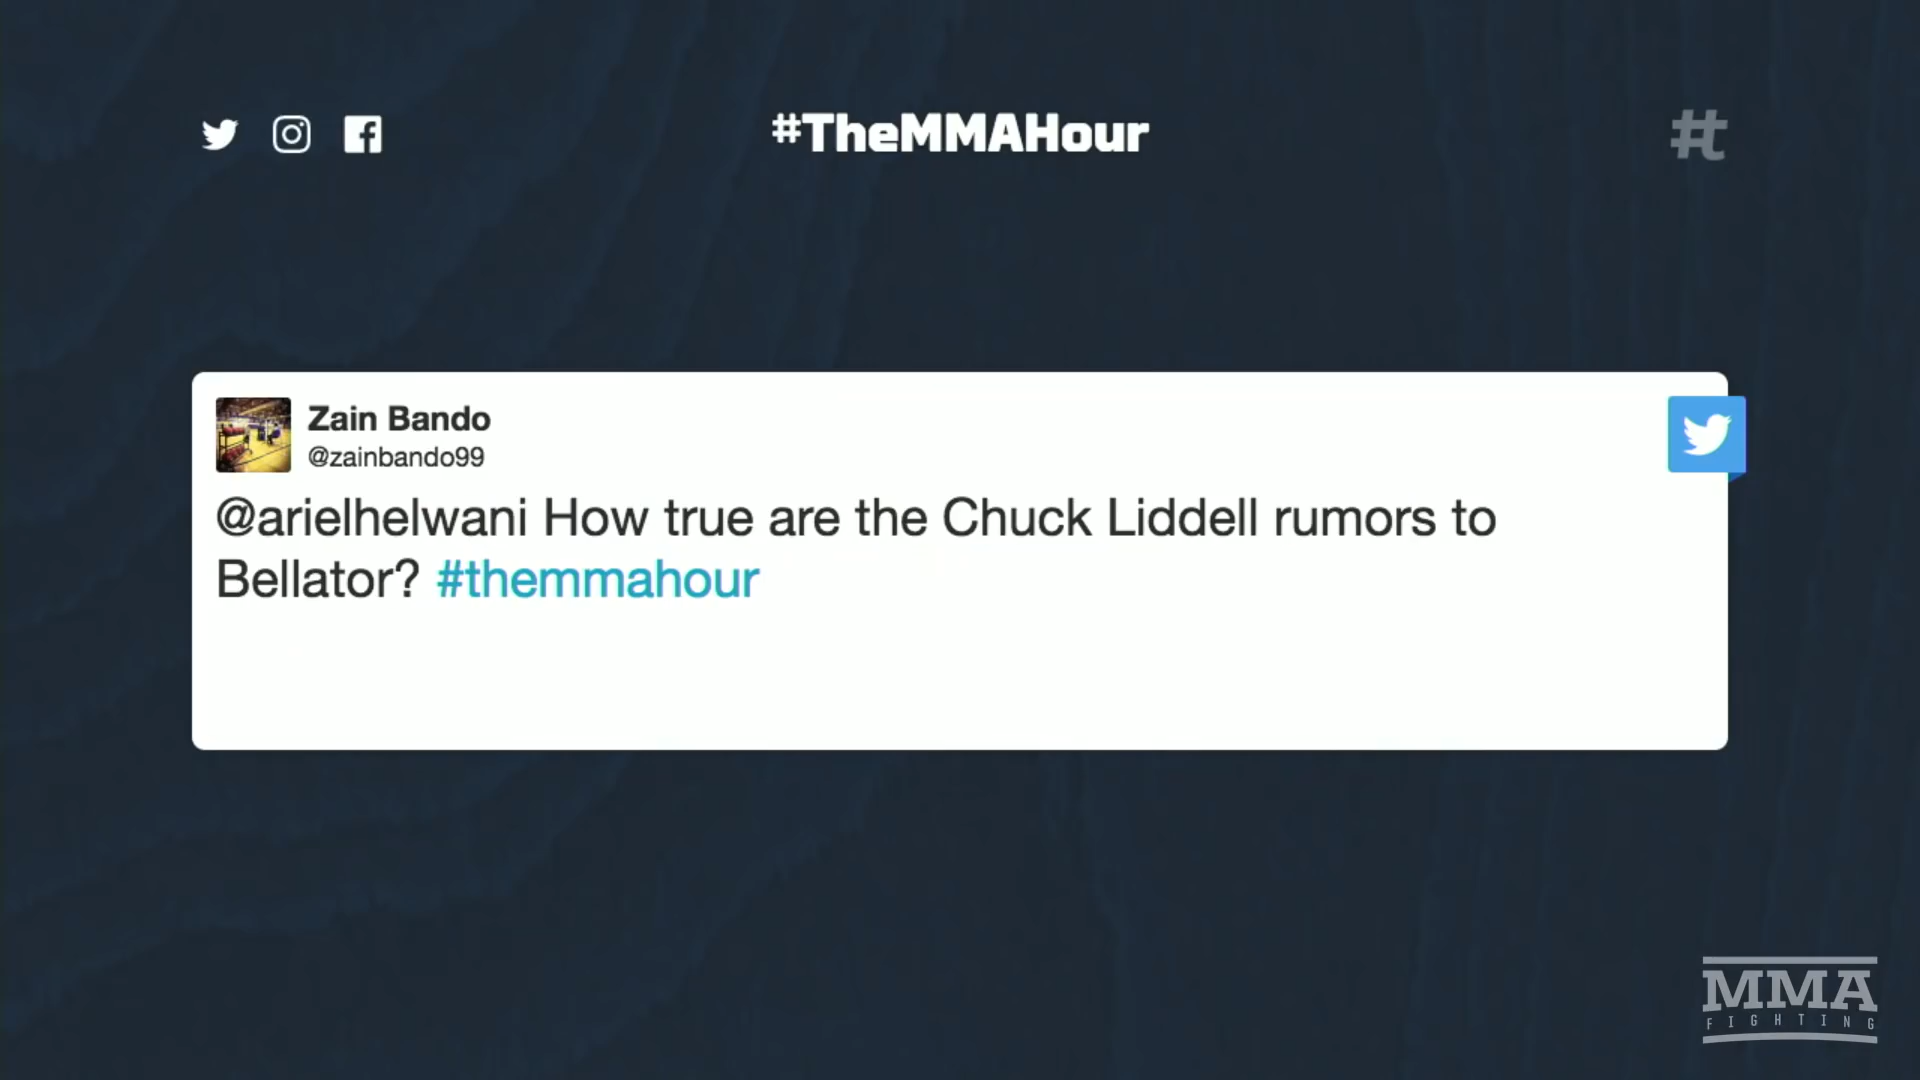 #TheMMAHour
Zain Bando
@zainbando99
@arielhelwani How true are the Chuck Liddell rumors to
Bellator? #themmahour
MMA
FIGHTING